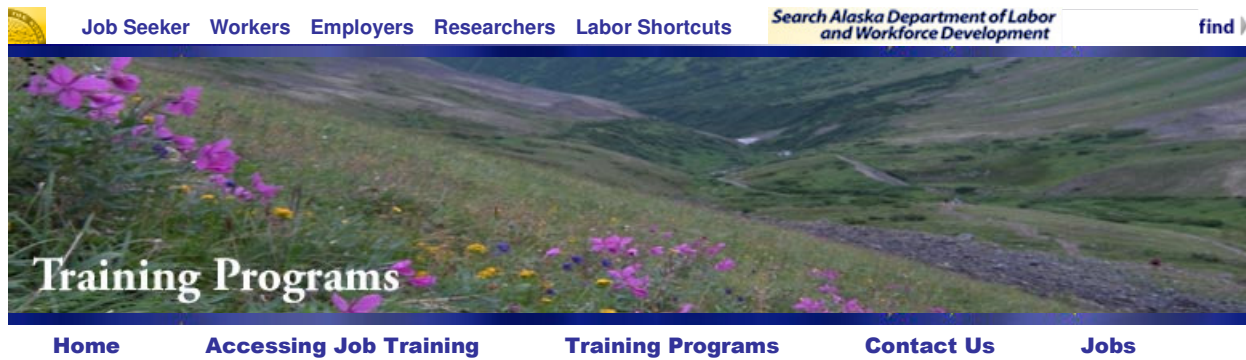 Job Seeker Workers Employers Researchers Labor Shortcuts Search Alaska Department of Labor
and Workforce Development find
Training Programs
Home Accessing Job Training Training Programs Contact Us Jobs